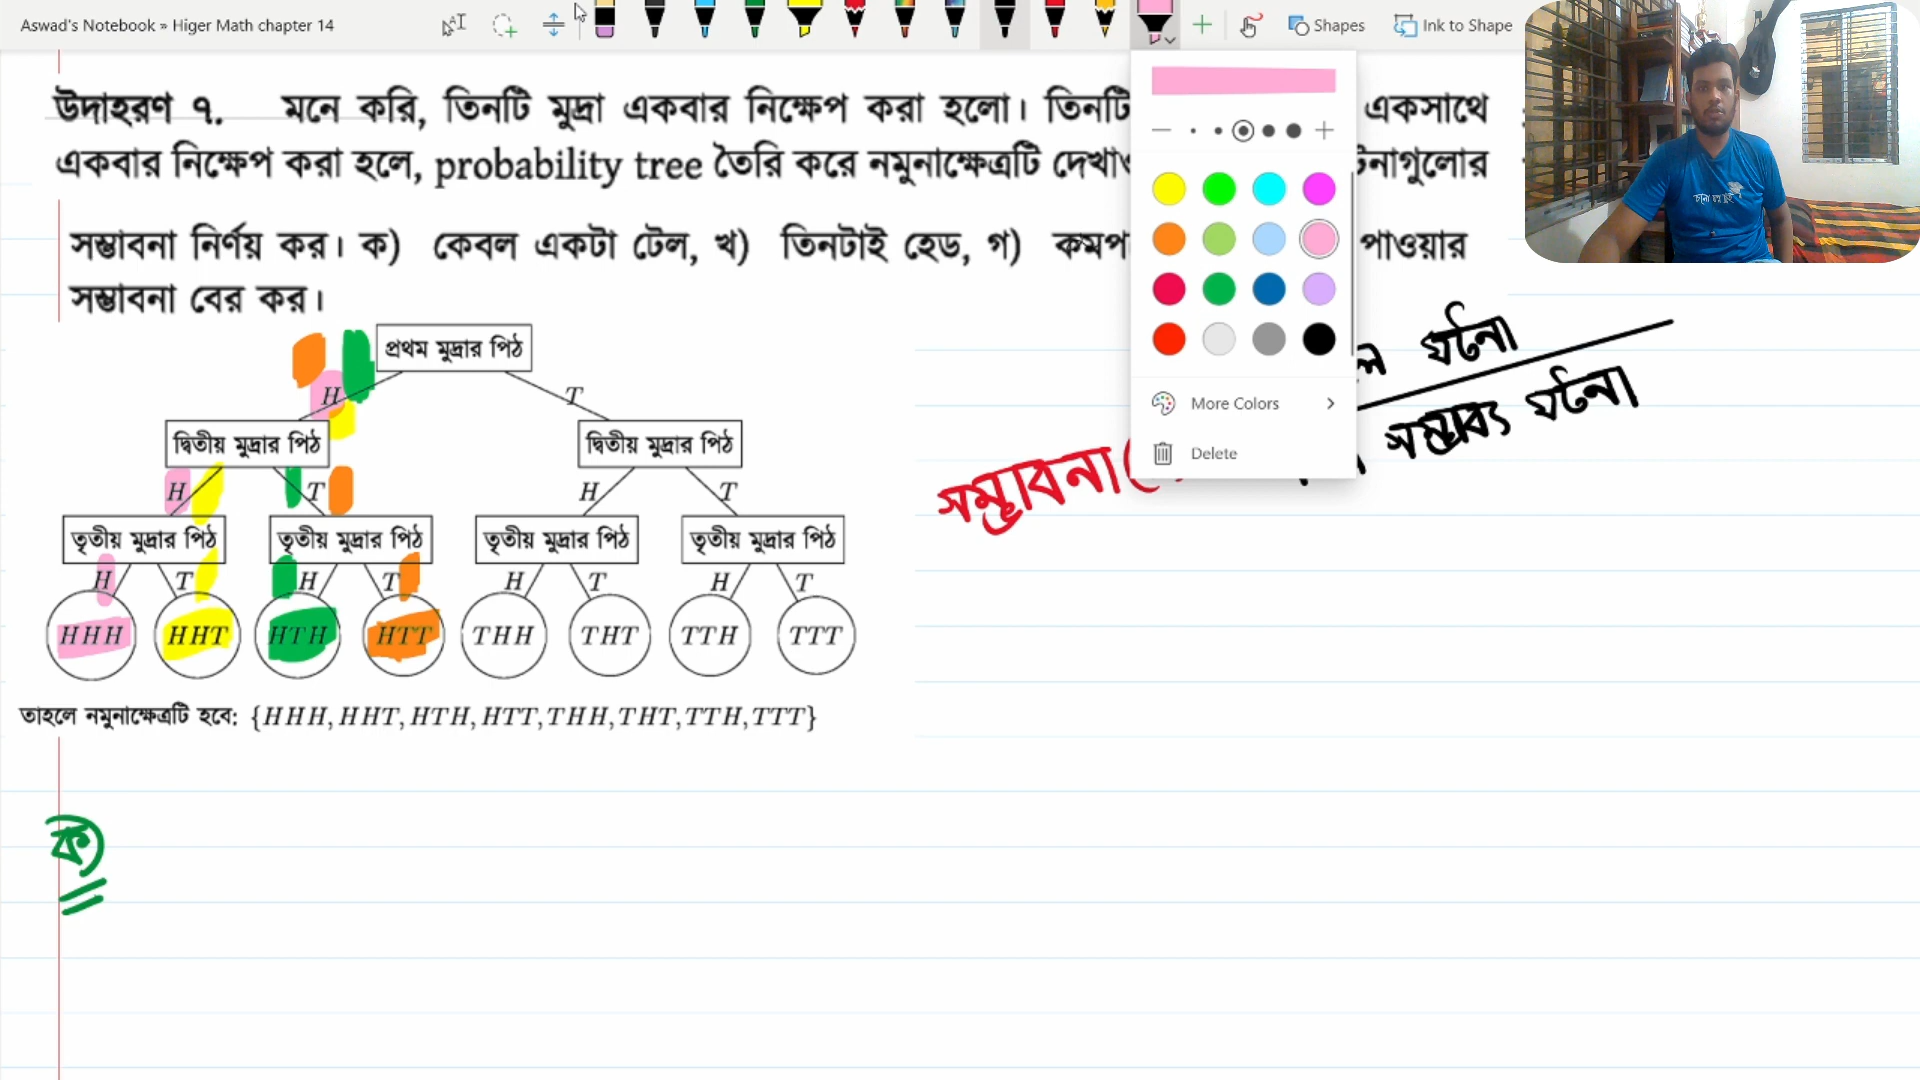 Aswad's Notebook » Higer Math chapter 14
Shapes
Ink to Shape
উদাহরণ ৭. মনে করি, তিনটি মুদ্রা একবার নিক্ষেপ করা হলো। তিনটি একসাথে
একবার নিক্ষেপ করা হলে, probability tree তৈরি করে নমুনাক্ষেত্রটি
সম্ভাবনা নির্ণয় কর। ক) কেবল একটা টেল, খ) তিনটাই হেড, গ) পাওয়ার
সম্ভাবনা বের কর।
More Colors
Delete
প্রথম মুদ্রার পিঠ
H T
দ্বিতীয় মুদ্রার পিঠ দ্বিতীয় মুদ্রার পিঠ
H T H T
তৃতীয় মুদ্রার পিঠ তৃতীয় মুদ্রার পিঠ তৃতীয় মুদ্রার পিঠ তৃতীয় মুদ্রার পিঠ
H T H T H T H T
HHH HHT HTH HTT THH THT TTH TTT
ঘটনা
সম্ভাব্য ঘটনা
সম্ভাবনা
তাহলে নমুনাক্ষেত্রটি হবে: {HHH, HHT, HTH, HTT, THH, THT, TTH, TTT}
ক)